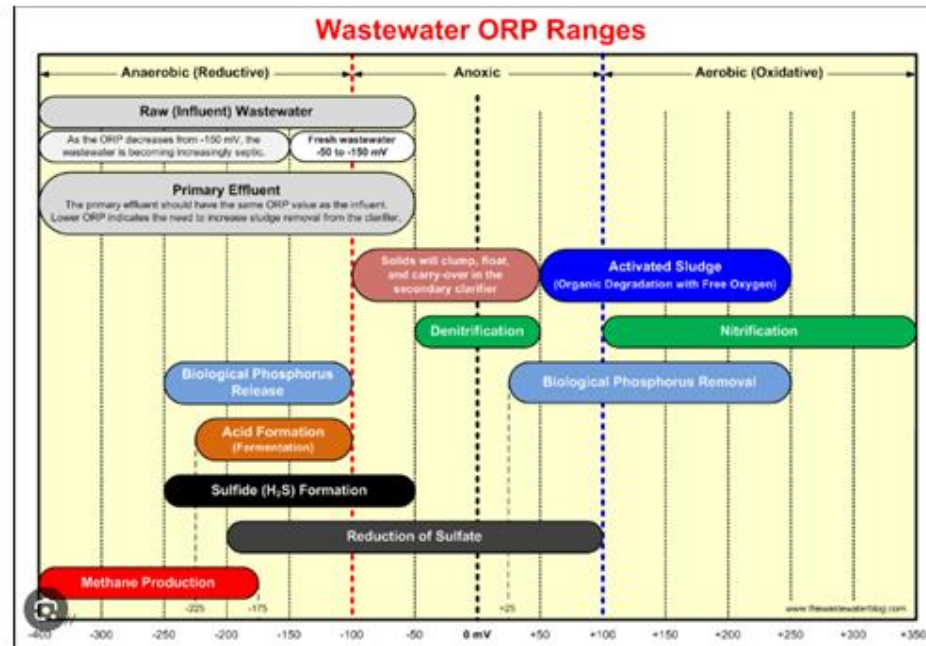 Wastewater ORP Ranges
Anaerobic (Reductive)
Anoxic
Aerobic (Oxidative)
Raw (Influent) Wastewater
As the ORP decreases from -150 mV, the
wastewater is becoming increasingly septic.
Fresh wastewater
-50 to -150 mV
Primary Effluent
The primary effluent should have the same ORP value as the influent.
Lower ORP indicates the need to increase sludge removal from the clarifier.
Solids will clump, float,
and carry-over in the
secondary clarifier
Activated Sludge
(Organic Degradation with Free Oxygen)
Denitrification
Nitrification
Biological Phosphorus
Release
Biological Phosphorus Removal
Acid Formation
(Fermentation)
Sulfide (H₂S) Formation
Reduction of Sulfate
Methane Production
-225
-175
+25
www.thewastewaterblog.com
-400
-300
-250
-200
-150
-100
-50
0 mV
+50
+100
+150
+200
+250
+300
+350